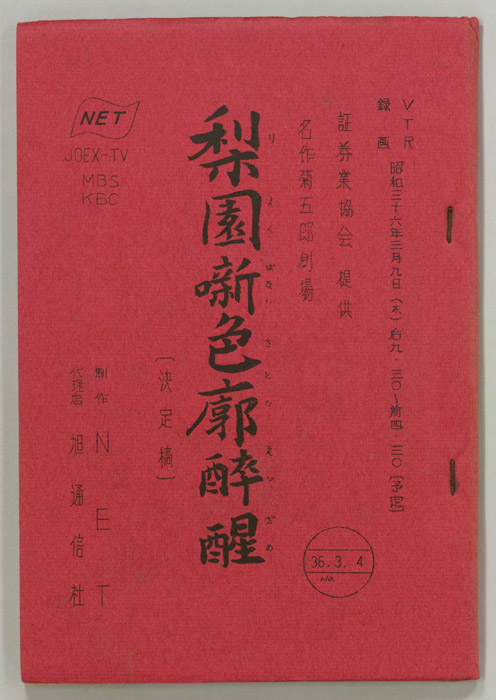 VTR
録画 昭和三十六年三月九日(木)后九・三〇〜前四・三〇(予定)
証券業協会 提供
名作菊五郎劇場
梨園噺色廓醉醒
りえんばなしさとのえひざめ
(決定稿)
NET
JOEX-TV
MBS
KBC
制作 NET
代理店 旭通信社
36.3.4
No.